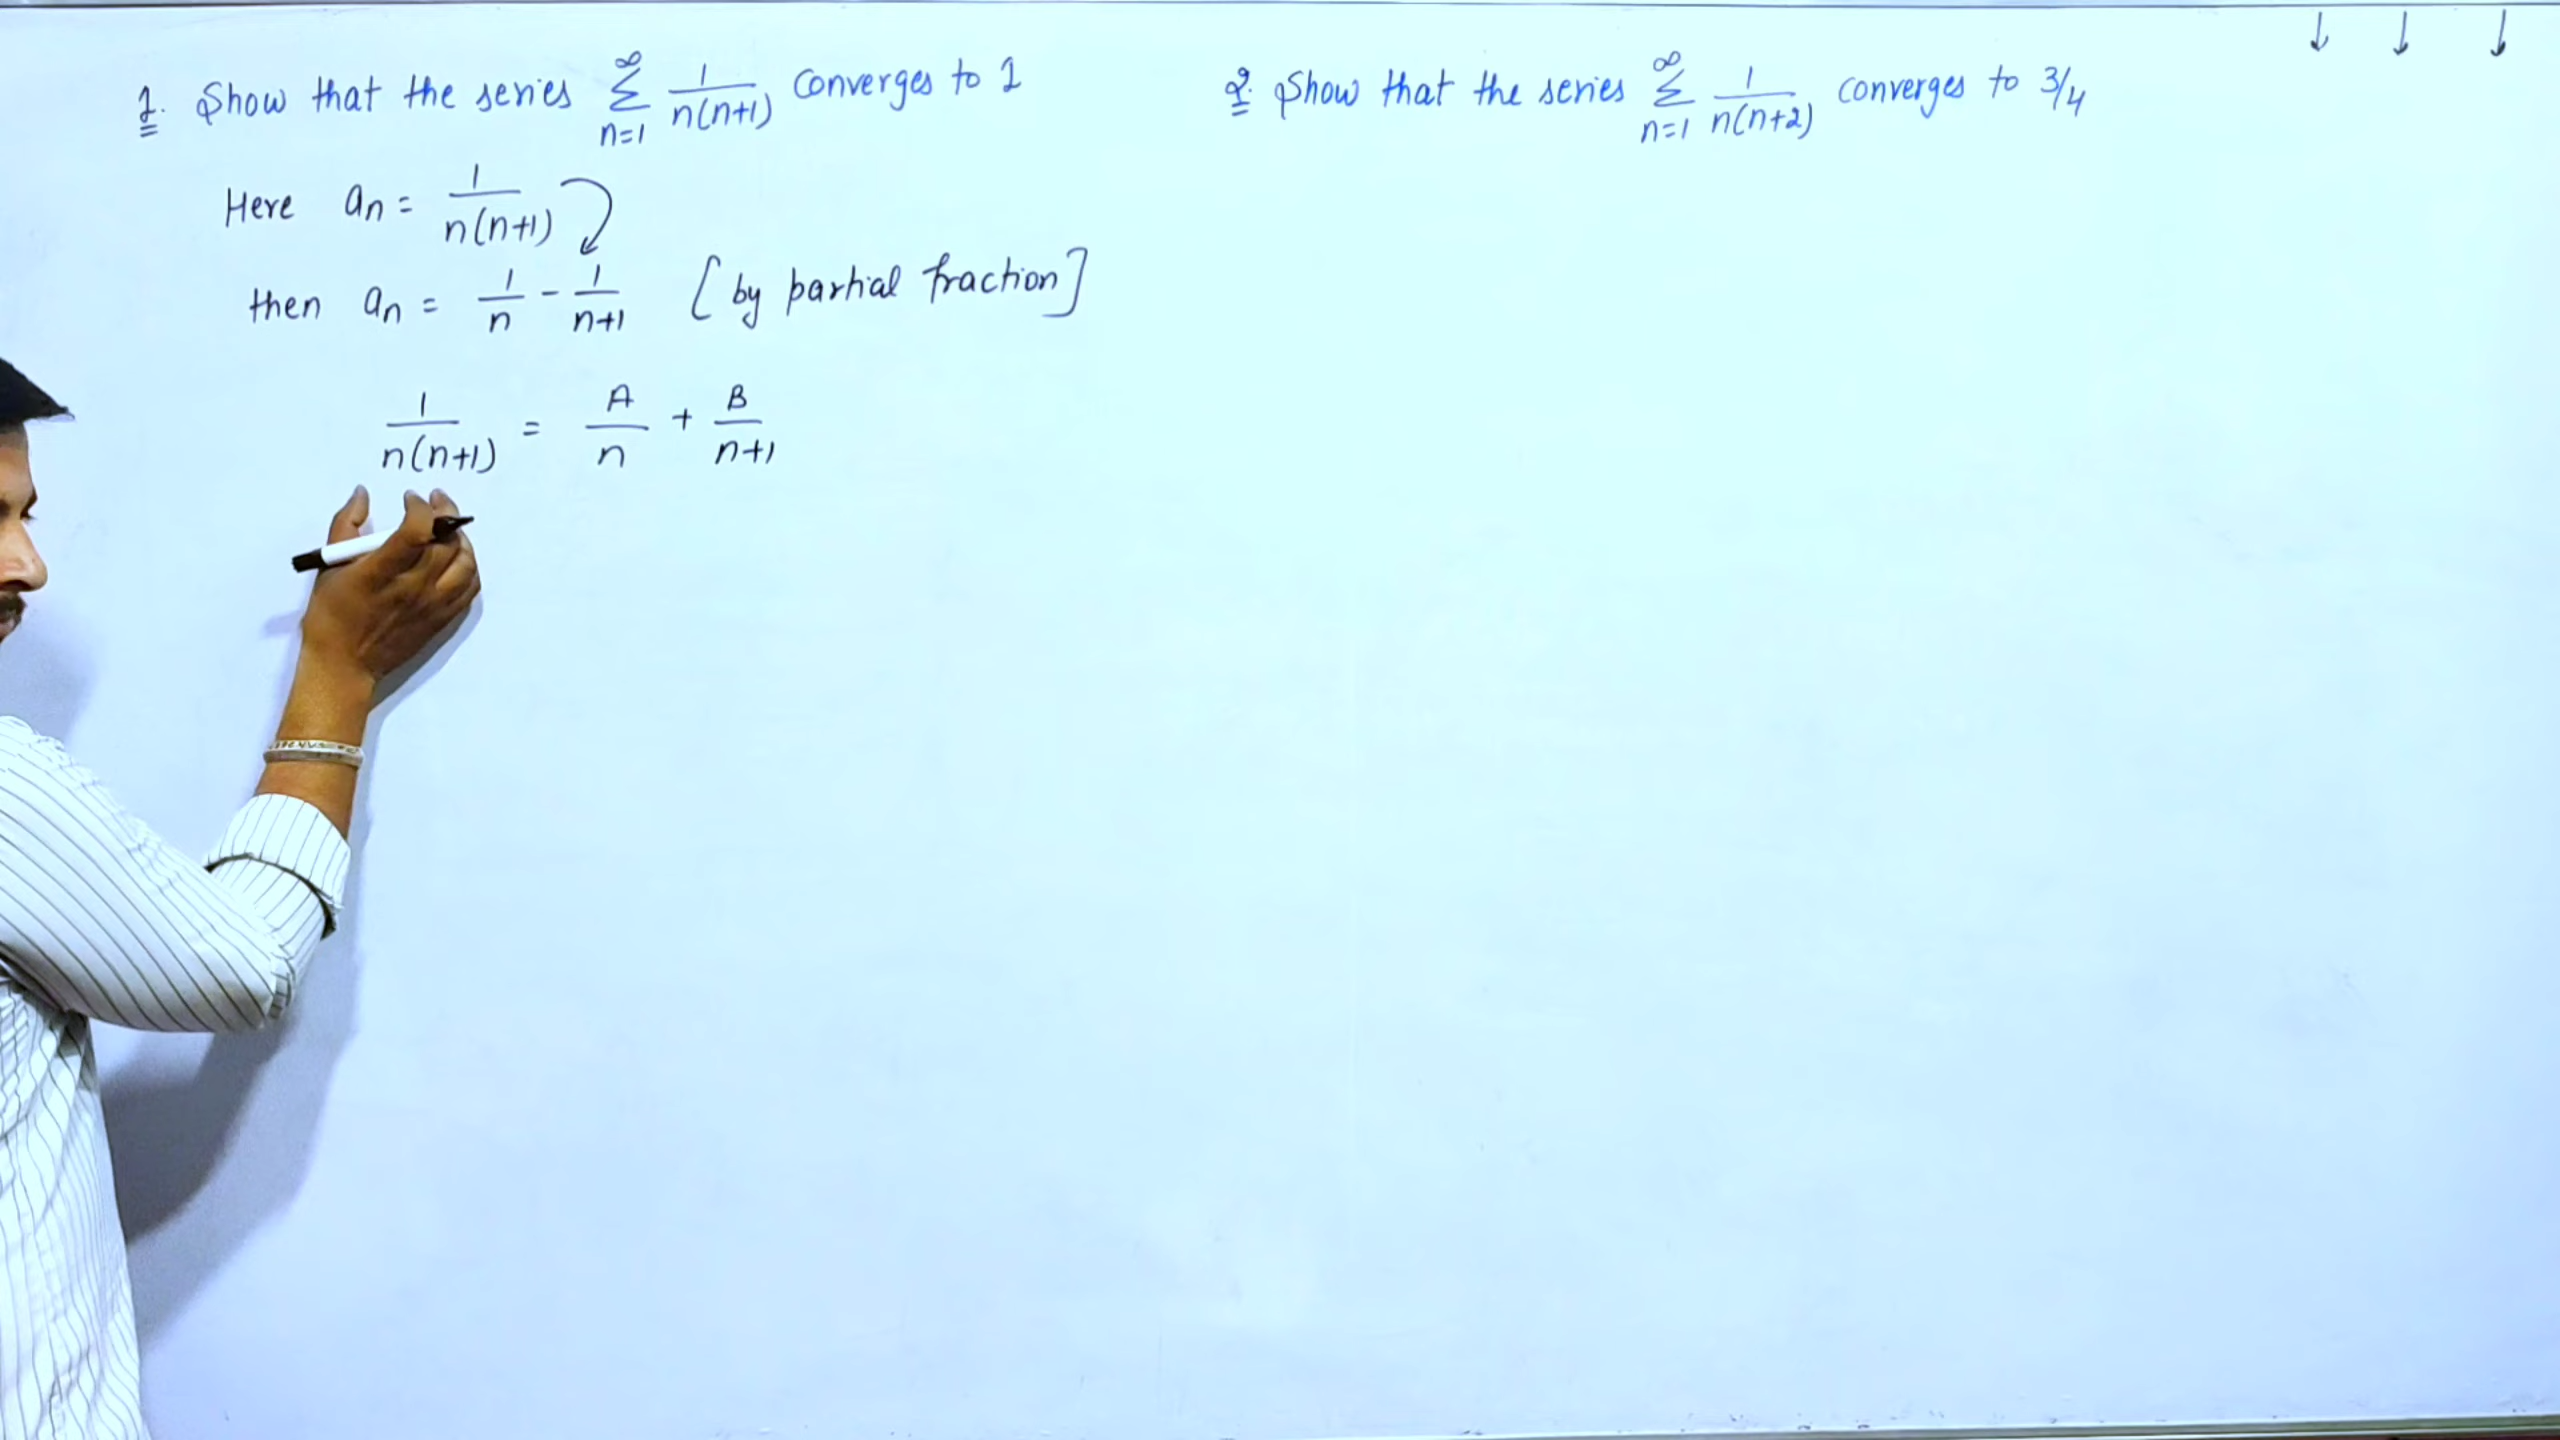 1. Show that the series ∞ Σ n=1 1/n(n+1) Converges to 1
Here an = 1/n(n+1)
then an = 1/n - 1/n+1 [by partial fraction]
1/n(n+1) = A/n + B/n+1
2. Show that the series ∞ Σ n=1 1/n(n+2) converges to 3/4